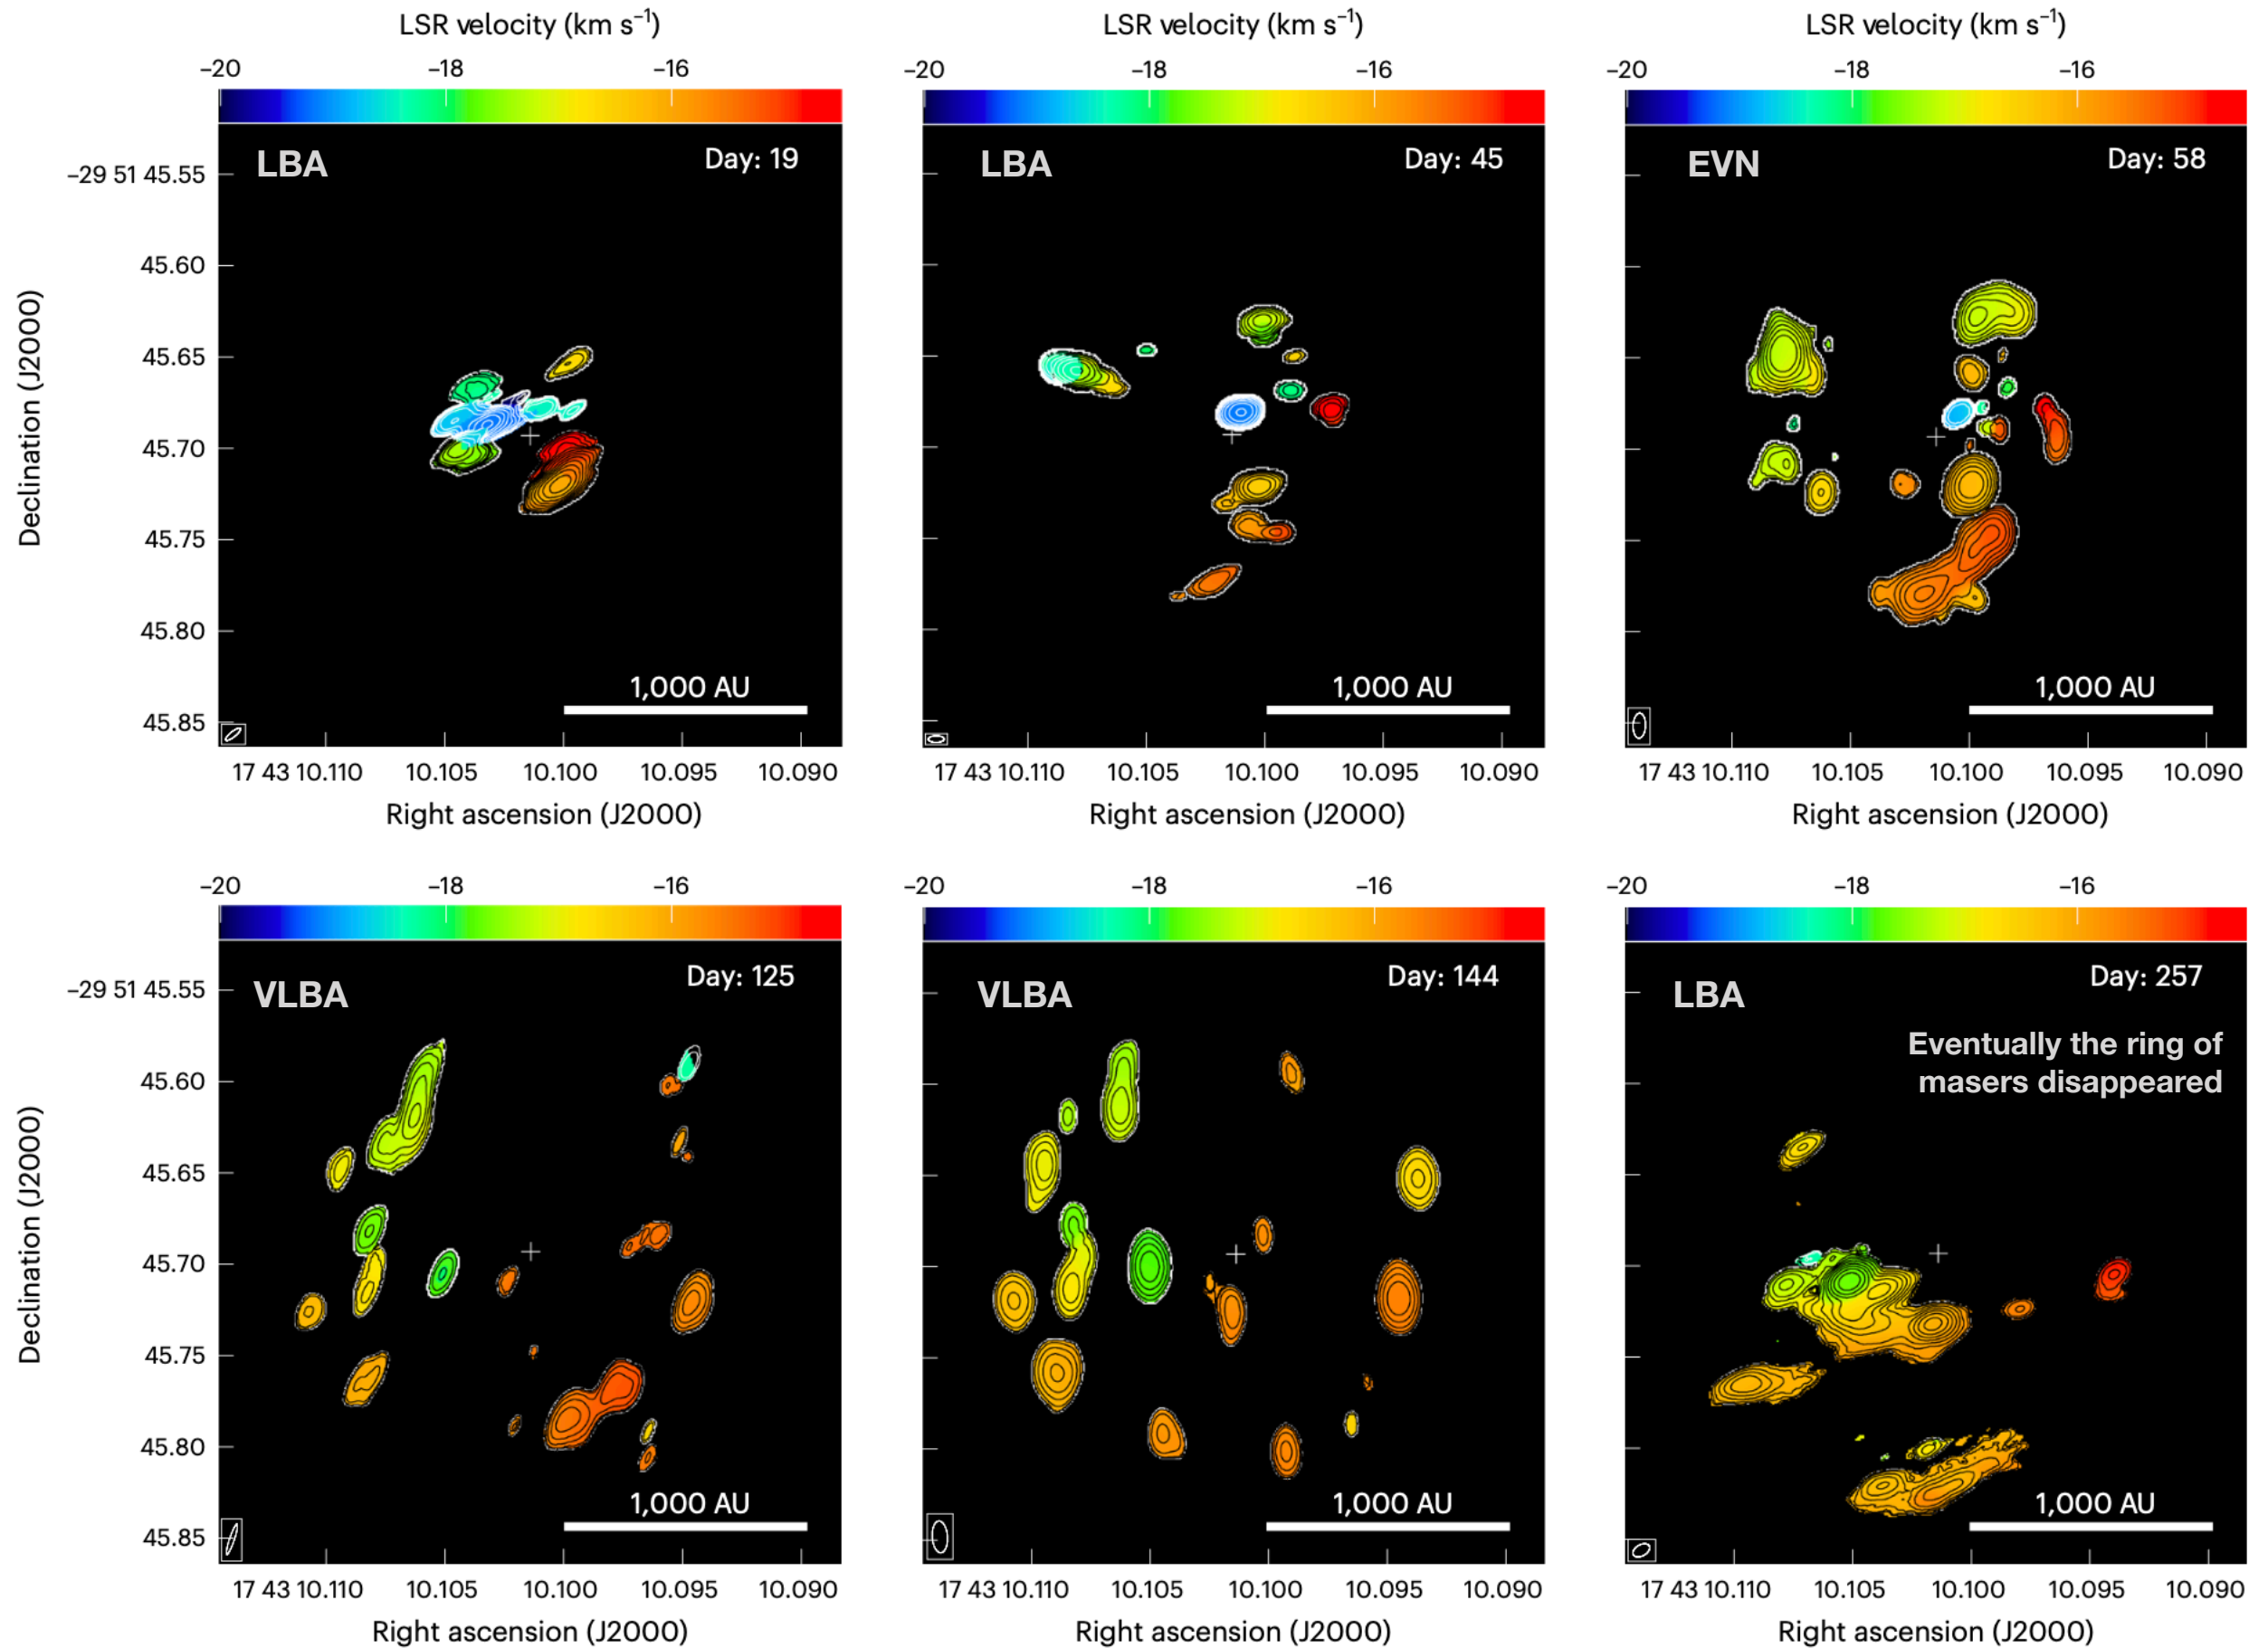 LSR velocity (km s⁻¹) LSR velocity (km s⁻¹) LSR velocity (km s⁻¹)
−20 −18 −16 −20 −18 −16 −20 −18 −16
LBA Day: 19 LBA Day: 45 EVN Day: 58
−29 51 45.55
45.60
45.65
45.70
45.75
45.80
45.85
Declination (J2000)
1,000 AU 1,000 AU 1,000 AU
17 43 10.110 10.105 10.100 10.095 10.090 17 43 10.110 10.105 10.100 10.095 10.090 17 43 10.110 10.105 10.100 10.095 10.090
Right ascension (J2000) Right ascension (J2000) Right ascension (J2000)
−20 −18 −16 −20 −18 −16 −20 −18 −16
VLBA Day: 125 VLBA Day: 144 LBA Day: 257
Eventually the ring of
masers disappeared
−29 51 45.55
45.60
45.65
45.70
45.75
45.80
45.85
Declination (J2000)
1,000 AU 1,000 AU 1,000 AU
17 43 10.110 10.105 10.100 10.095 10.090 17 43 10.110 10.105 10.100 10.095 10.090 17 43 10.110 10.105 10.100 10.095 10.090
Right ascension (J2000) Right ascension (J2000) Right ascension (J2000)